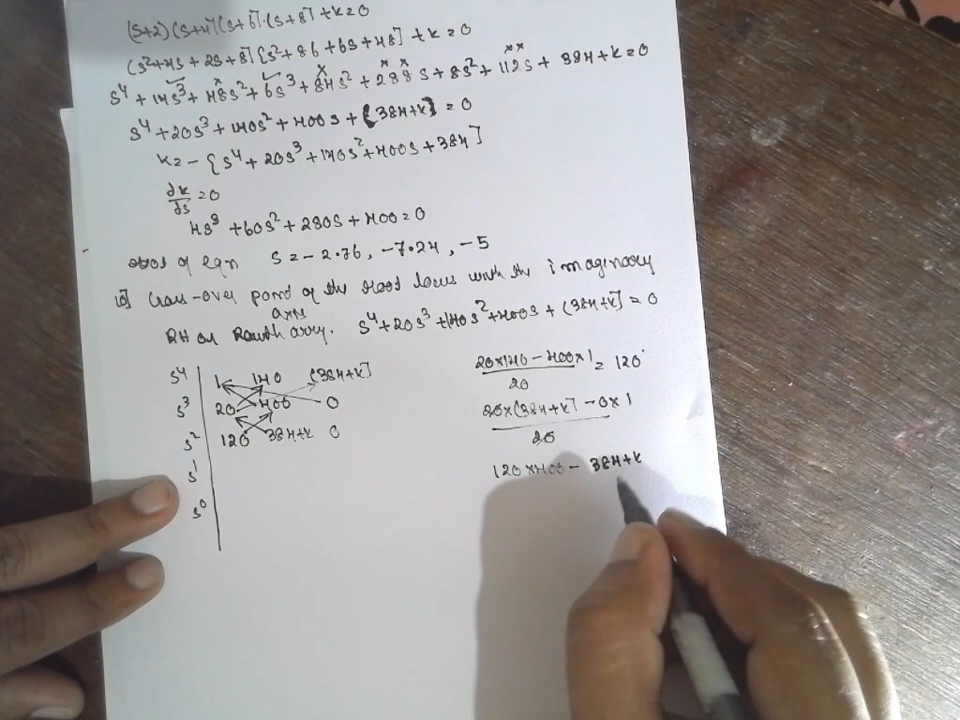 (s+2)(s+4)(s+6)(s+8)+k=0
(s²+4s+2s+8)[s²+8s+6s+48]+k=0
s⁴+14s³+48s²+6s³+84s²+288s+8s²+112s+384+k=0
s⁴+20s³+140s²+400s+[384+k]=0
k=-{s⁴+20s³+140s²+400s+384]
dk/ds=0
4s³+60s²+280s+400=0
roots of eqn s=-2.76, -7.24, -5
Cross-over point of the root locus with the imaginary
axis
RH or Routh arry. s⁴+20s³+140s²+400s+(384+k]=0
s⁴ 1 140 (384+k]
s³ 20 400 0
s² 120 384+k 0
s¹
s⁰
20×140-400×1/20=120
20×[384+k]-0×1/20
120×400-384+k